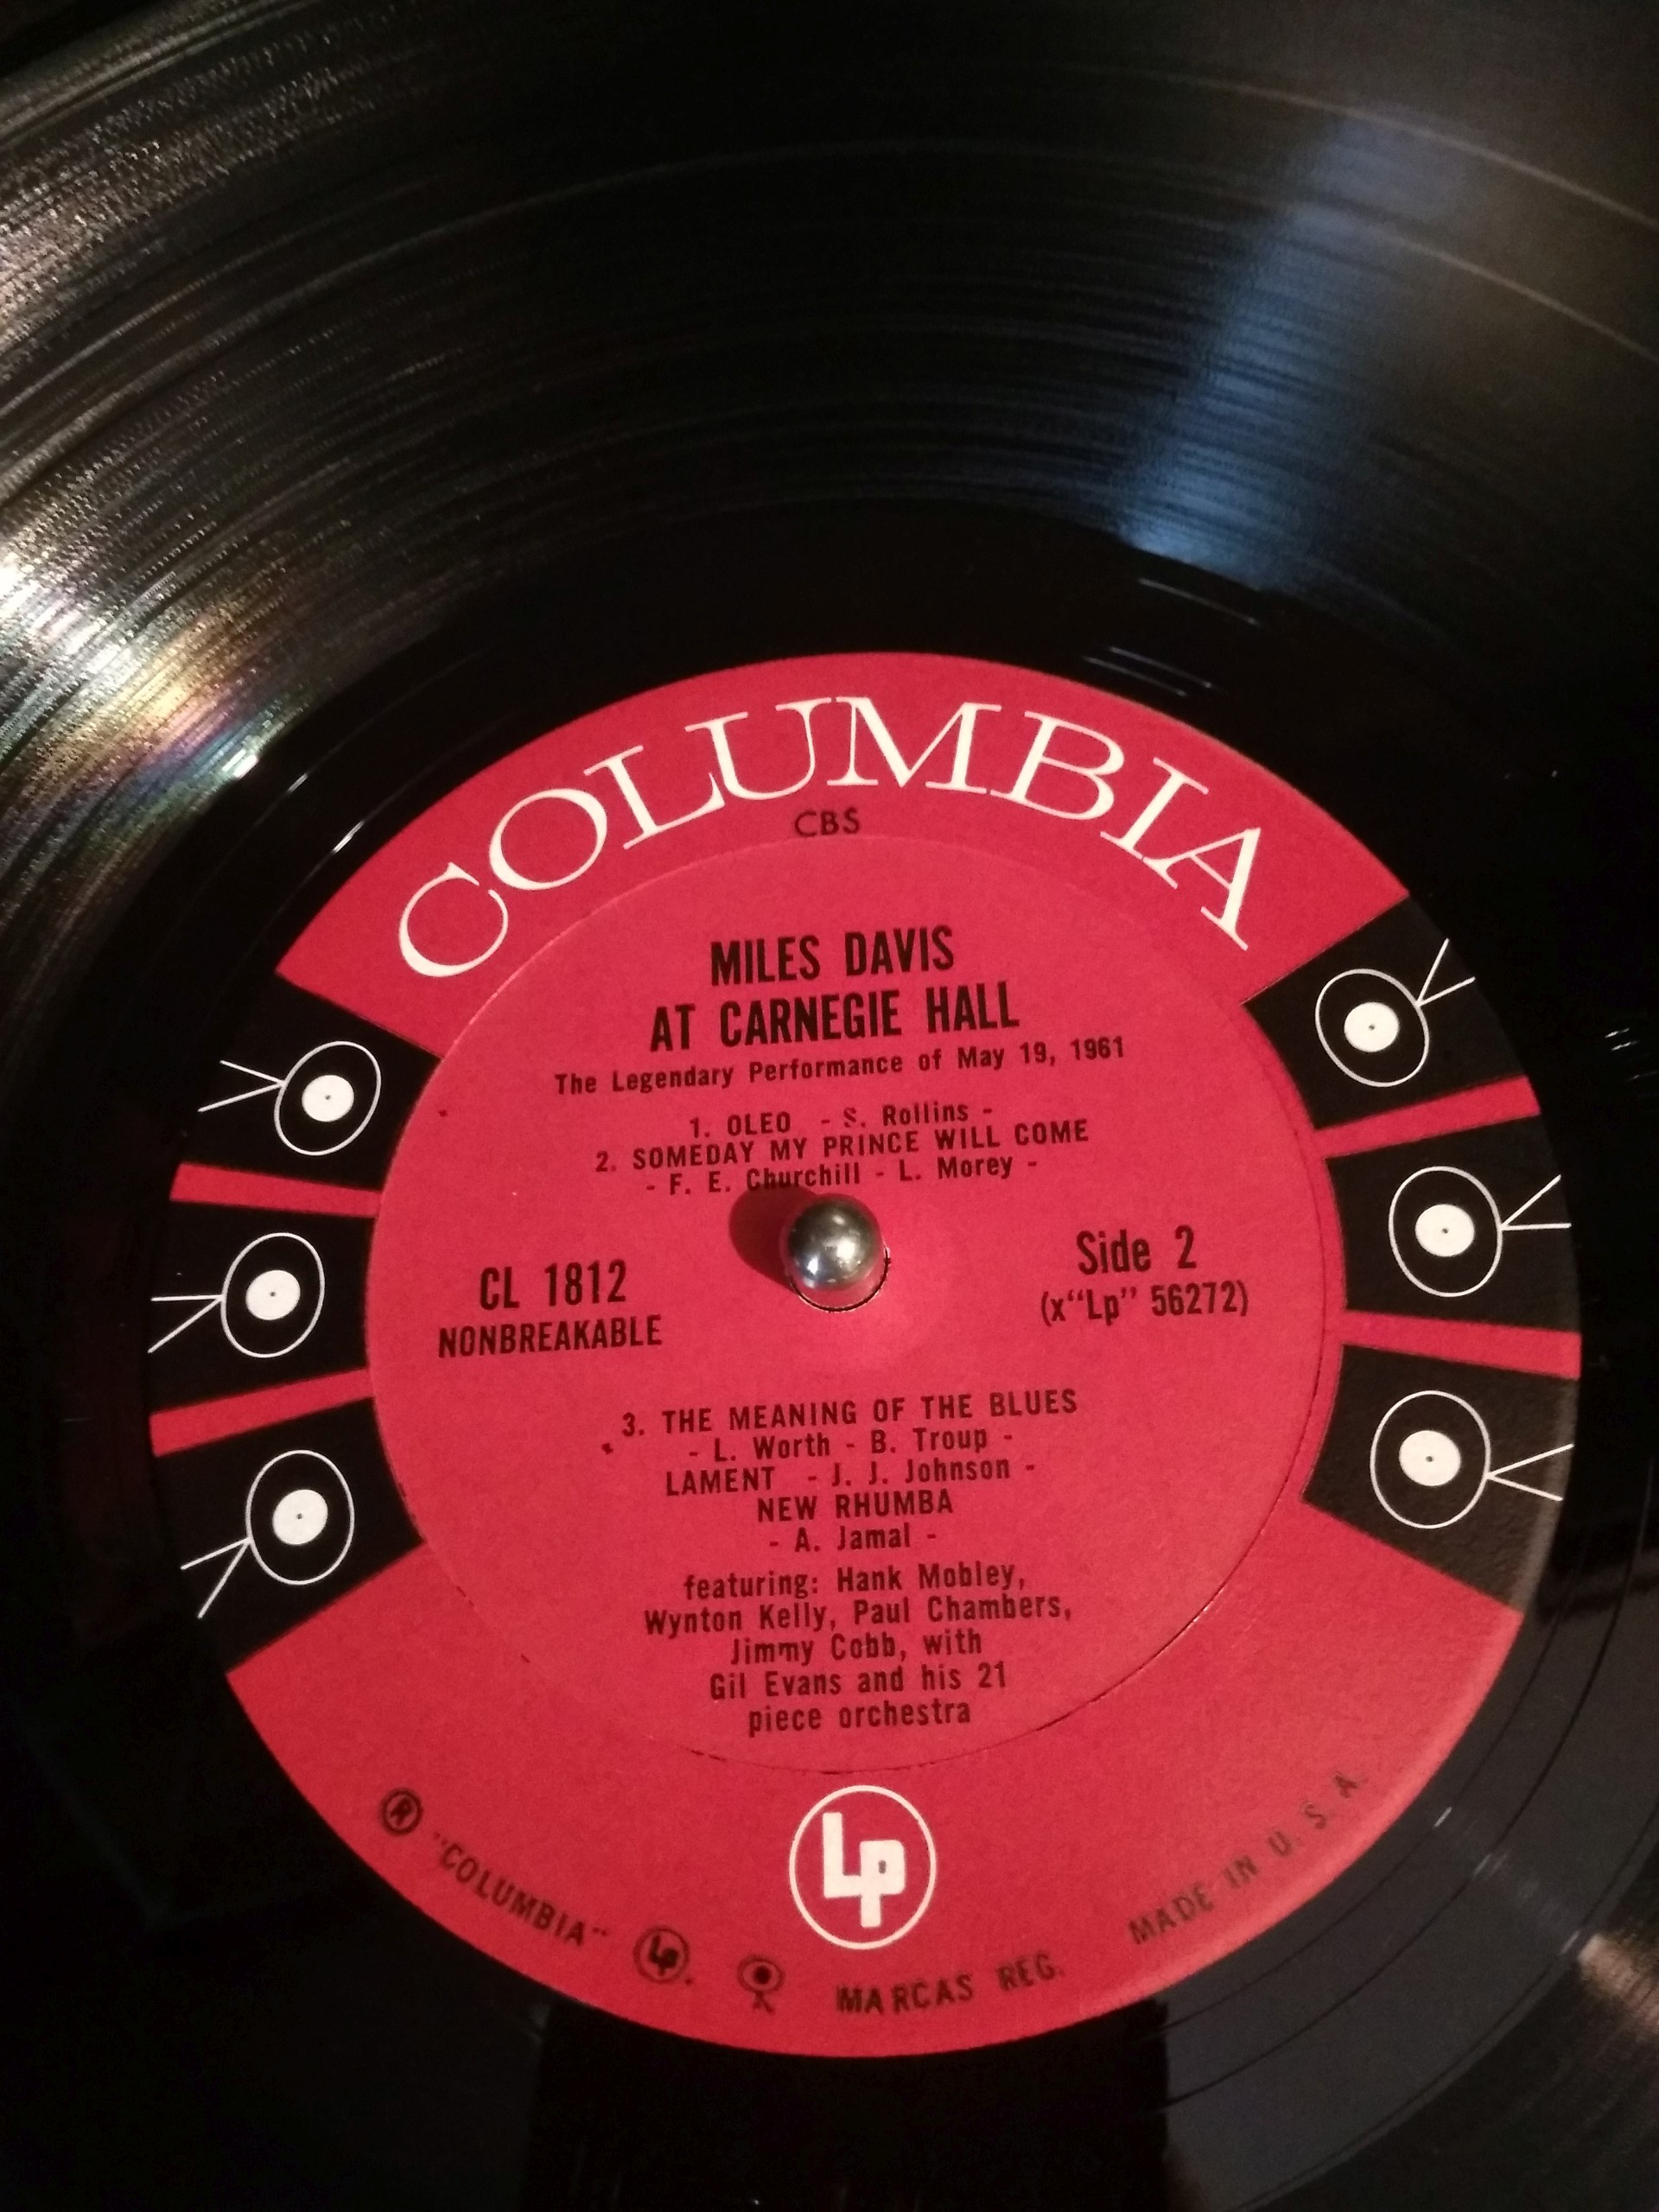 COLUMBIA
CBS
MILES DAVIS
AT CARNEGIE HALL
The Legendary Performance of May 19, 1961
1. OLEO - S. Rollins -
2. SOMEDAY MY PRINCE WILL COME
- F. E. Churchill - L. Morey -
CL 1812
NONBREAKABLE
Side 2
(x"Lp" 56272)
3. THE MEANING OF THE BLUES
- L. Worth - B. Troup -
LAMENT - J. J. Johnson -
NEW RHUMBA
- A. Jamal -
featuring: Hank Mobley,
Wynton Kelly, Paul Chambers,
Jimmy Cobb, with
Gil Evans and his 21
piece orchestra
Lp
® "COLUMBIA" Lp. MARCAS REG. MADE IN U. S. A.